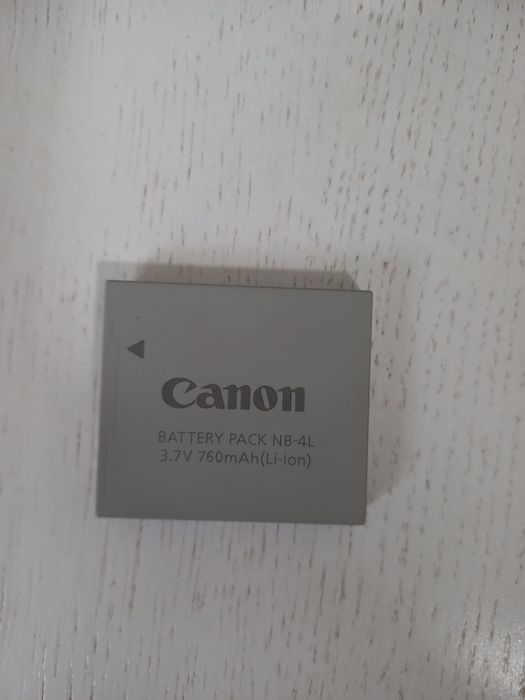 Canon
BATTERY PACK NB-4L
3.7V 760mAh(Li-ion)